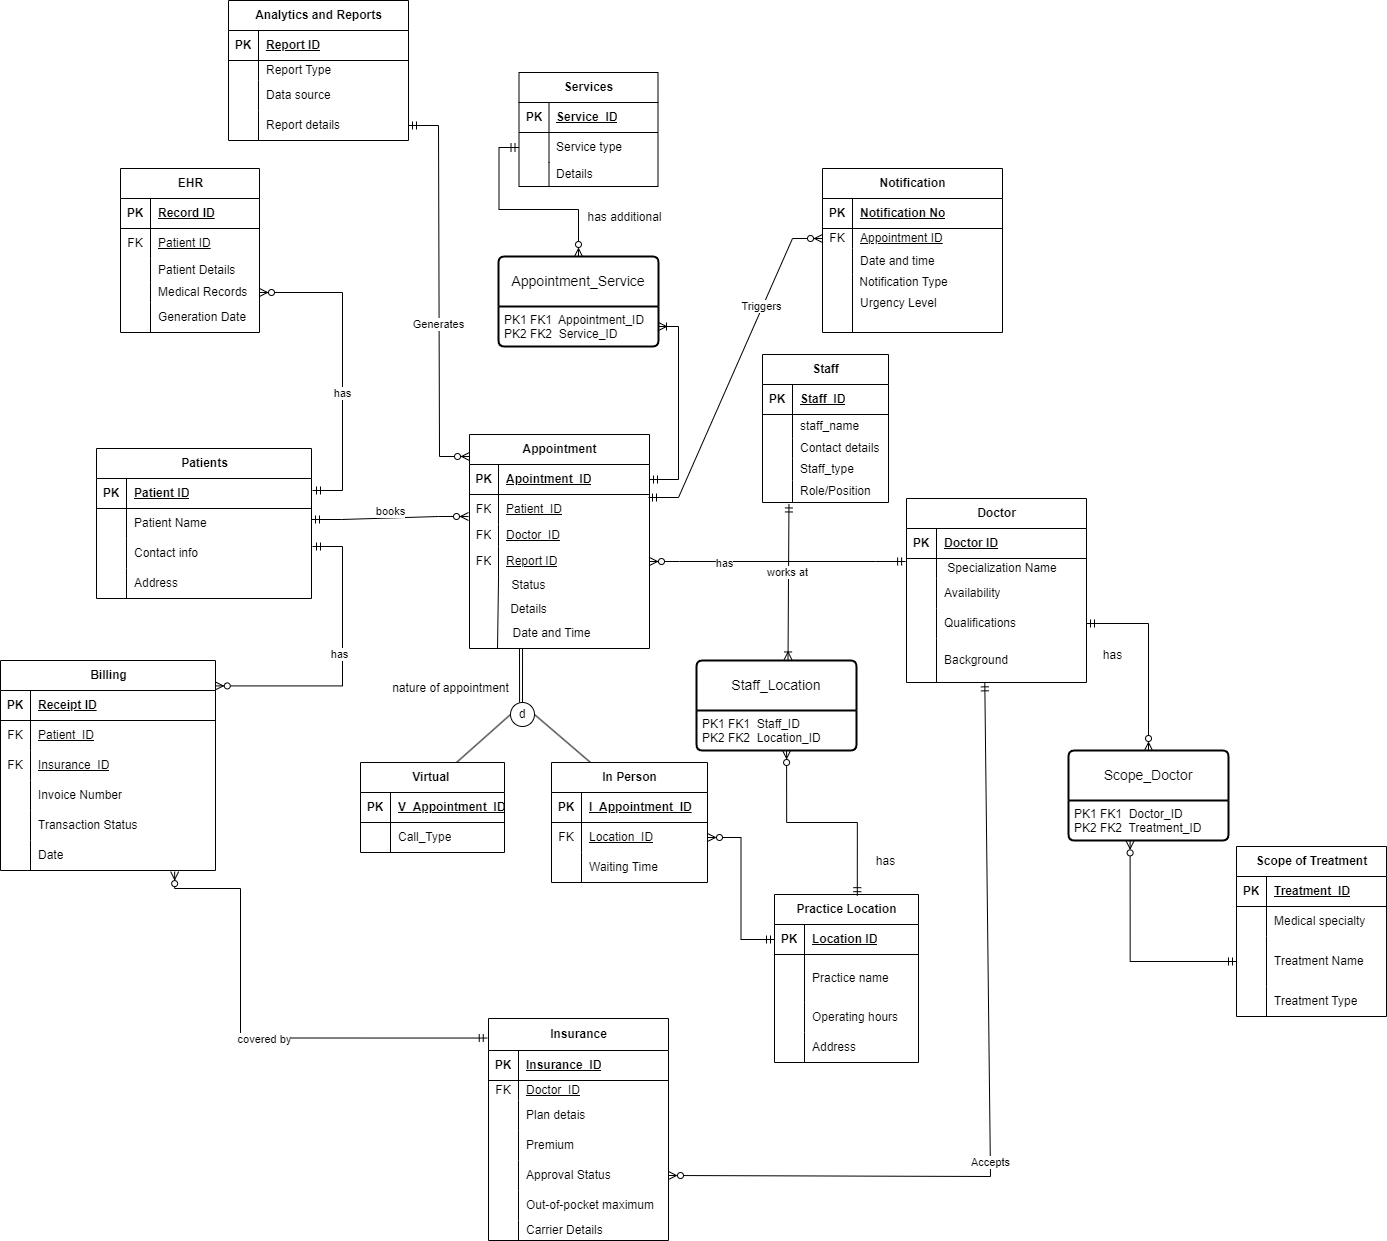 Analytics and Reports
PK Report ID
Report Type
Data source
Report details
Services
PK Service_ID
Service type
Details
has additional
EHR
PK Record ID
FK Patient ID
Patient Details
Medical Records
Generation Date
Notification
PK Notification No
FK Appointment ID
Date and time
Notification Type
Urgency Level
Appointment_Service
PK1 FK1 Appointment_ID
PK2 FK2 Service_ID
Generates
Triggers
has
Staff
PK Staff_ID
staff_name
Contact details
Staff_type
Role/Position
Patients
PK Patient ID
Patient Name
Contact info
Address
books
Appointment
PK Apointment_ID
FK Patient_ID
FK Doctor_ID
FK Report ID
Status
Details
Date and Time
has
works at
Doctor
PK Doctor ID
Specialization Name
Availability
Qualifications
Background
has
has
Billing
PK Receipt ID
FK Patient_ID
FK Insurance_ID
Invoice Number
Transaction Status
Date
nature of appointment
d
Staff_Location
PK1 FK1 Staff_ID
PK2 FK2 Location_ID
Virtual
PK V_Appointment_ID
Call_Type
In Person
PK I_Appointment_ID
FK Location_ID
Waiting Time
Scope_Doctor
PK1 FK1 Doctor_ID
PK2 FK2 Treatment_ID
has
Practice Location
PK Location ID
Practice name
Operating hours
Address
Scope of Treatment
PK Treatment_ID
Medical specialty
Treatment Name
Treatment Type
covered by
Insurance
PK Insurance_ID
FK Doctor_ID
Plan detais
Premium
Approval Status
Out-of-pocket maximum
Carrier Details
Accepts